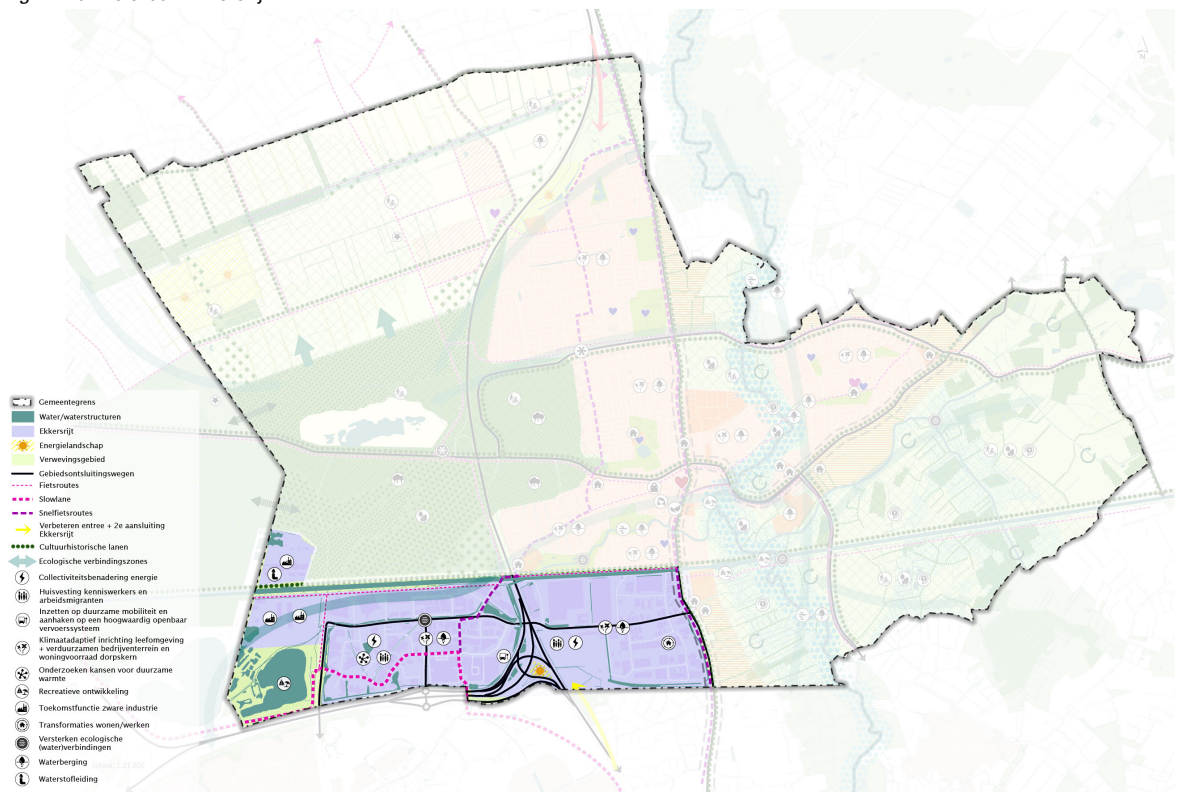 Gemeentegrens
Water/waterstructuren
Ekkersrijt
Energielandschap
Verwevingsgebied
Gebiedsontsluitingswegen
Fietsroutes
Slowlane
Snelfietsroutes
Verbeteren entree + 2e aansluiting
Ekkersrijt
Cultuurhistorische lanen
Ecologische verbindingszones
Collectiviteitsbenadering energie
Huisvesting kenniswerkers en
arbeidsmigranten
Inzetten op duurzame mobiliteit en
aanhaken op een hoogwaardig openbaar
vervoerssysteem
Klimaatadaptief inrichting leefomgeving
+ verduurzamen bedrijventerrein en
woningvoorraad dorpskern
Onderzoeken kansen voor duurzame
warmte
Recreatieve ontwikkeling
Toekomstfunctie zware industrie
Transformaties wonen/werken
Versterken ecologische
(water)verbindingen
Waterberging
Waterstofleiding